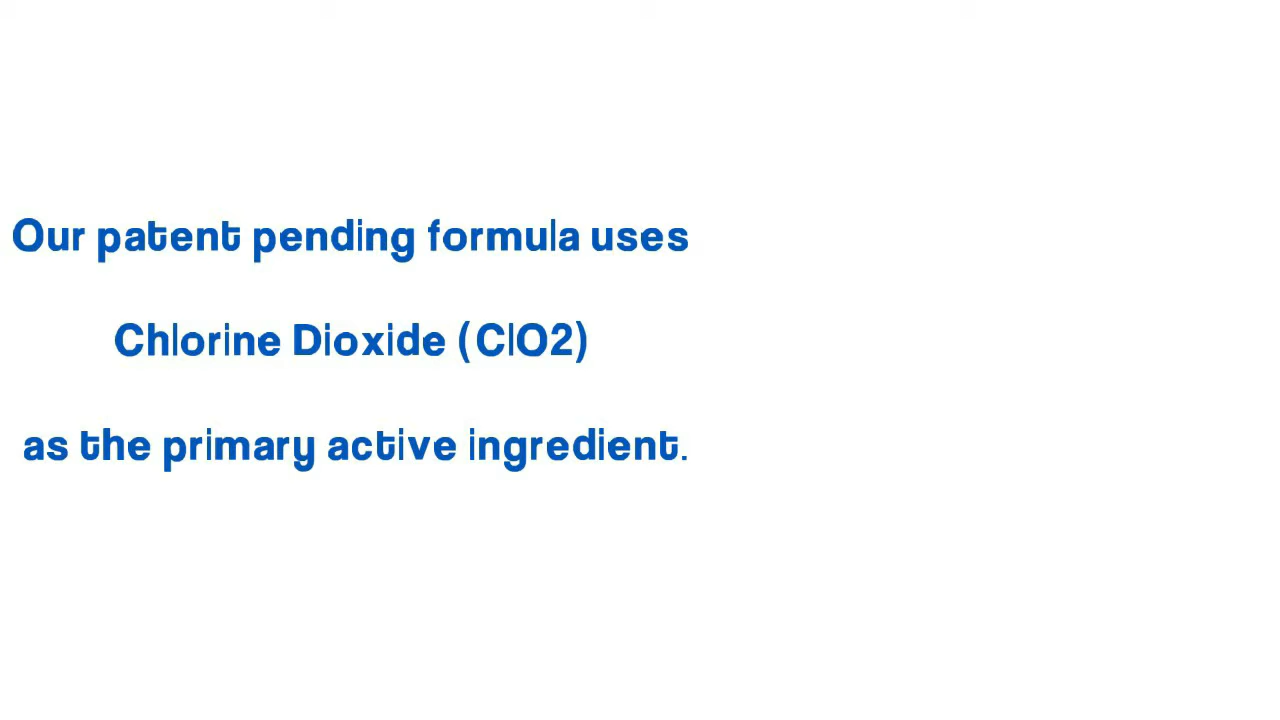 Our patent pending formula uses
Chlorine Dioxide (ClO2)
as the primary active ingredient.